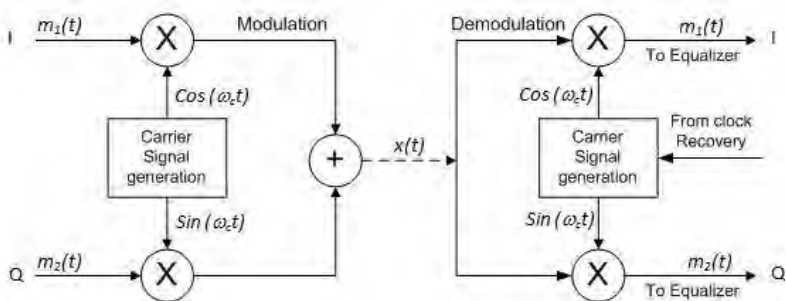 I
m₁(t)
X
Modulation
Cos (ω𝑐t)
Carrier
Signal
generation
Sin (ω𝑐t)
Q
m₂(t)
X
+
x(t)
Demodulation
X
m₁(t)
I
To Equalizer
Cos (ω𝑐t)
Carrier
Signal
generation
From clock
Recovery
Sin (ω𝑐t)
X
m₂(t)
Q
To Equalizer